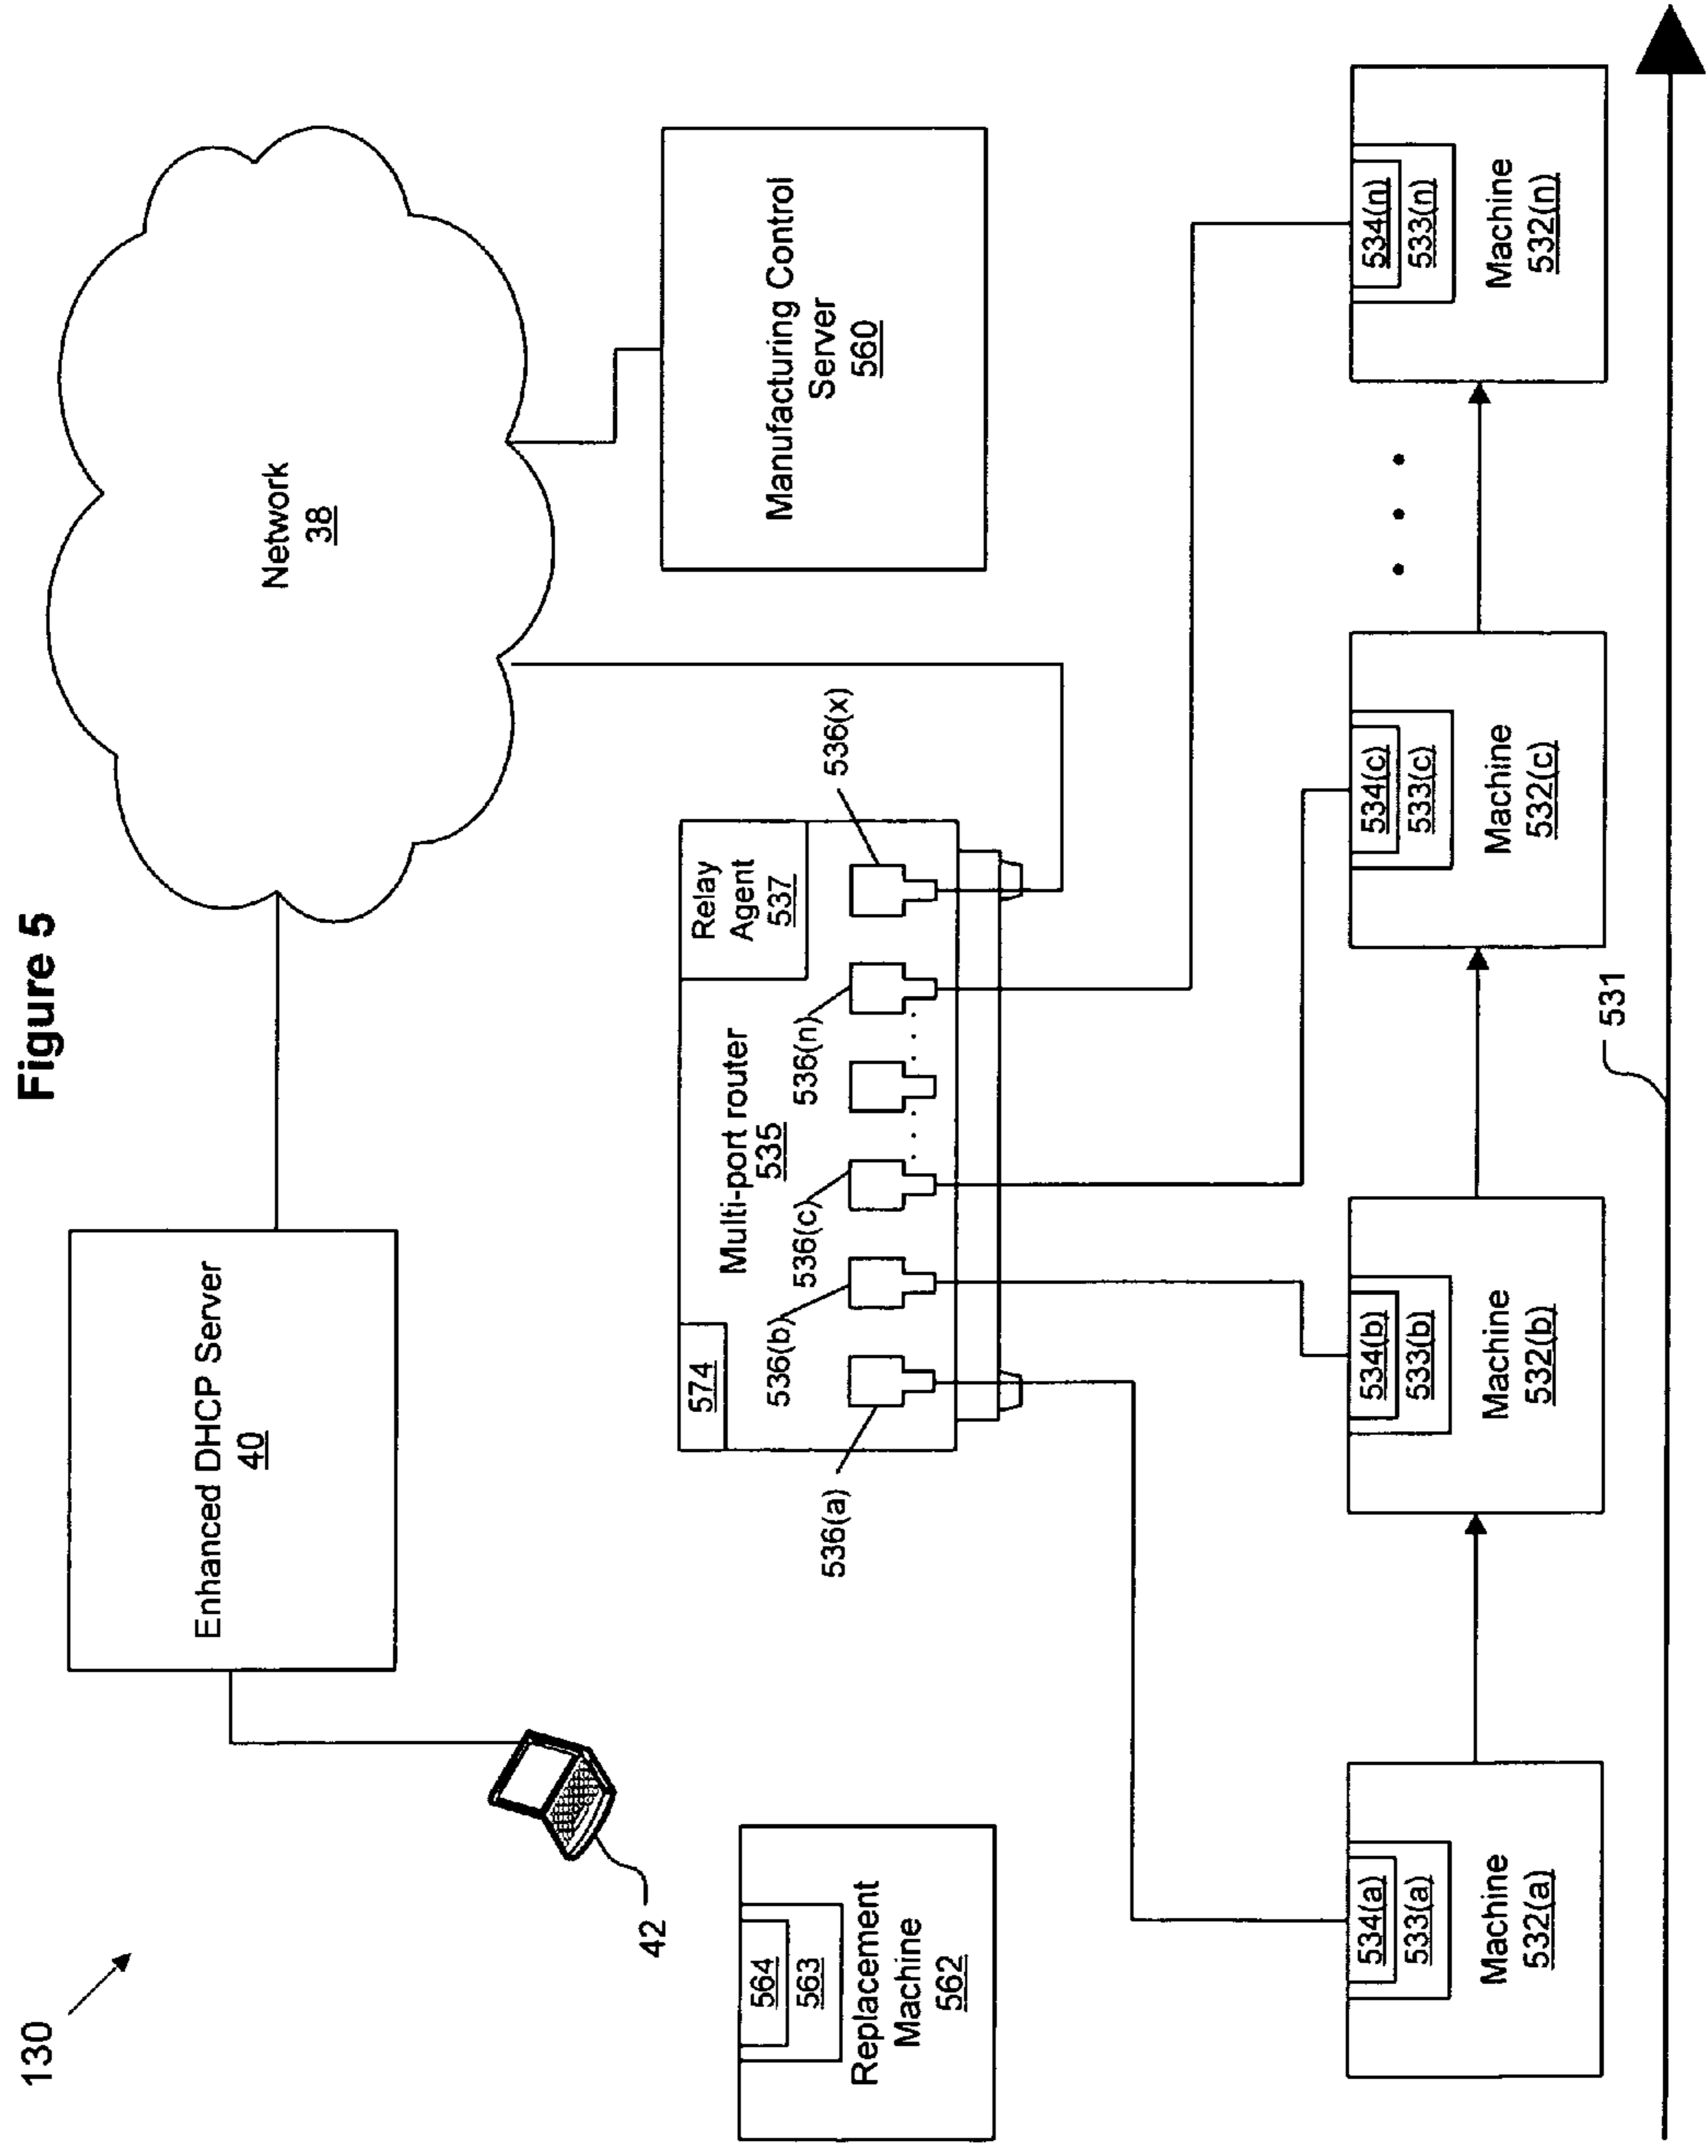 Figure 5
130
Enhanced DHCP Server
40
Network
38
42
Manufacturing Control
Server
560
574
Multi-port router
535
Relay
Agent
537
536(a)
536(b)
536(c)
536(n)
536(x)
564
563
Replacement
Machine
562
534(a)
533(a)
Machine
532(a)
534(b)
533(b)
Machine
532(b)
534(c)
533(c)
Machine
532(c)
534(n)
533(n)
Machine
532(n)
531